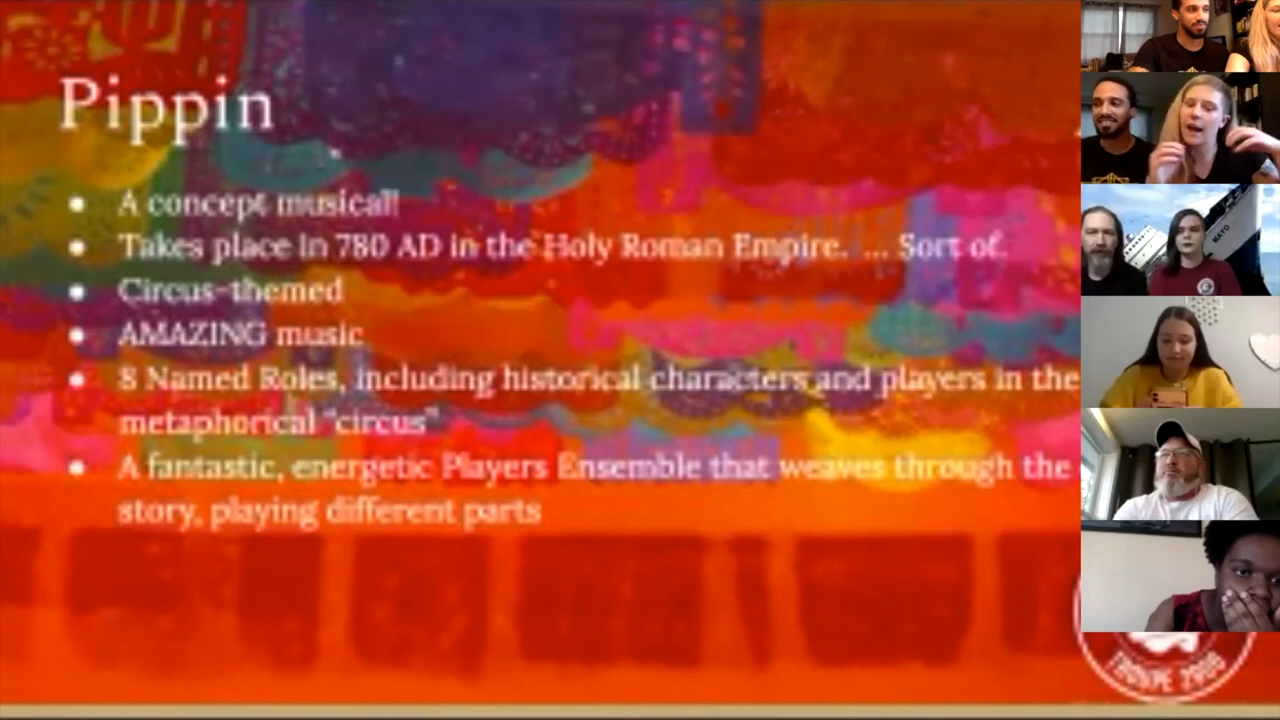 Pippin
A concept musical!
Takes place in 780 AD in the Holy Roman Empire. ... Sort of.
Circus-themed
AMAZING music
8 Named Roles, including historical characters and players in the
metaphorical "circus"
A fantastic, energetic Players Ensemble that weaves through the
story, playing different parts
TROUPE